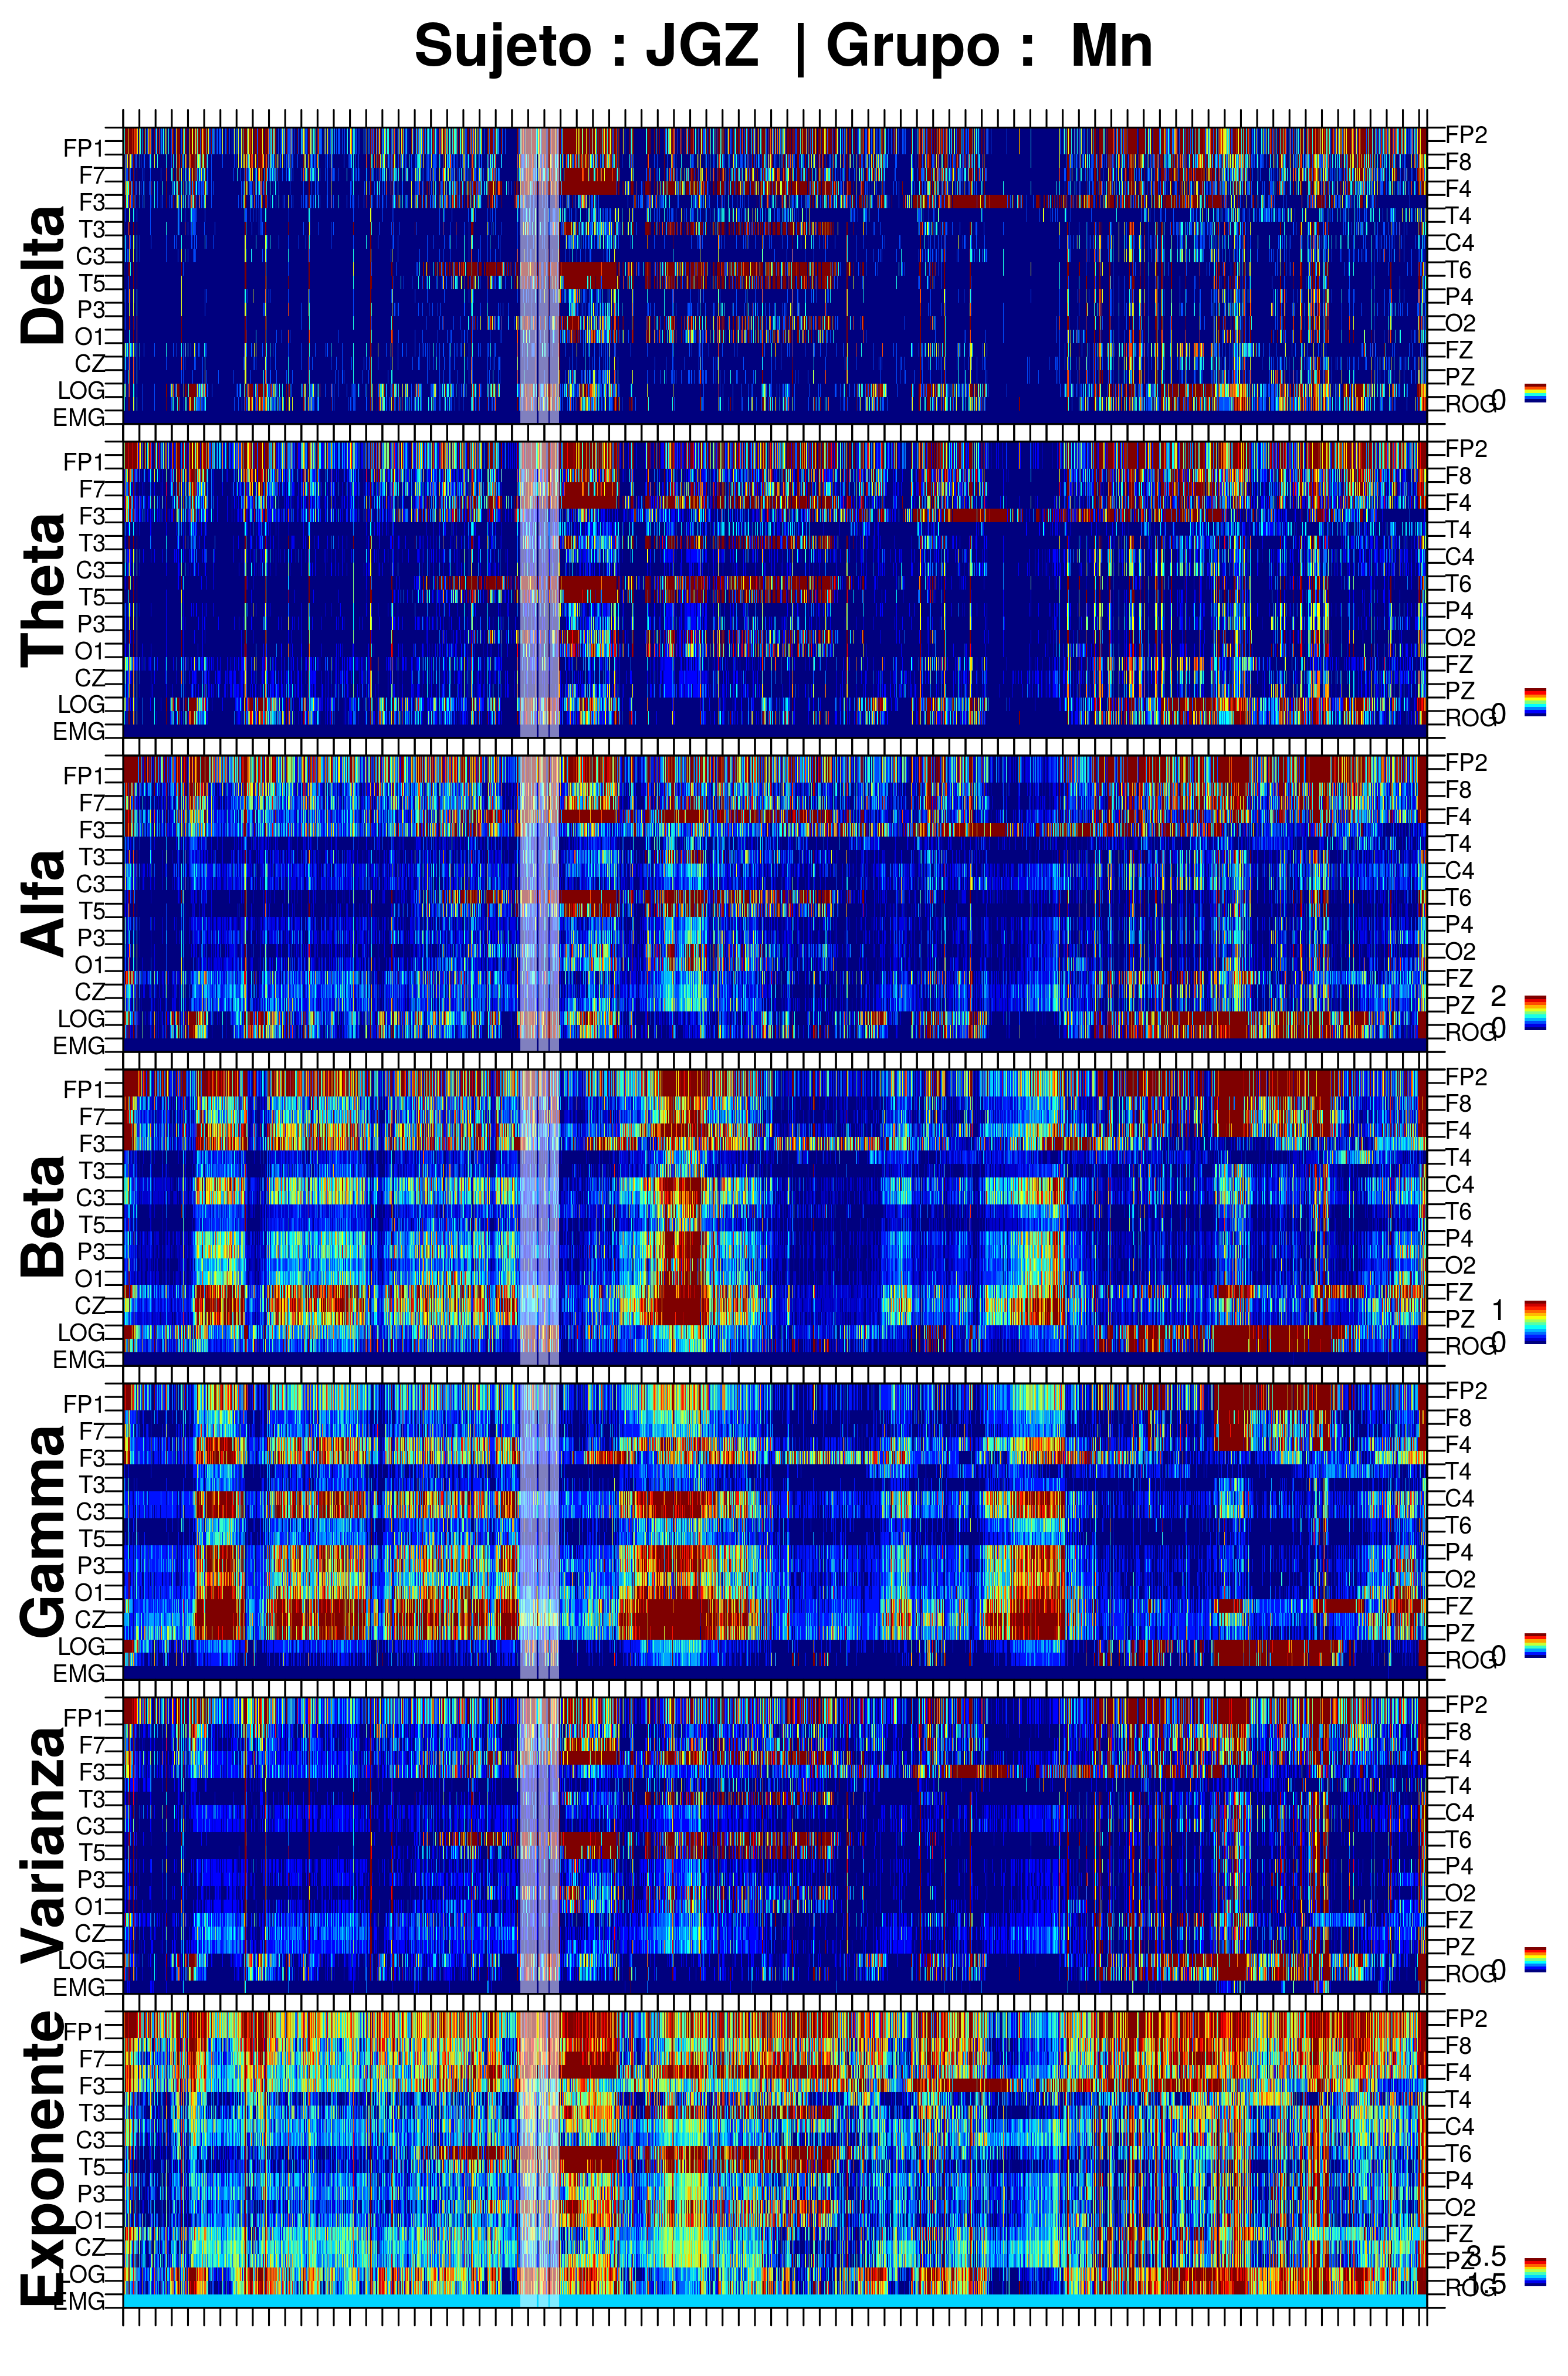 Sujeto : JGZ | Grupo : Mn
Delta
FP1
F7
F3
T3
C3
T5
P3
O1
CZ
LOG
EMG
FP2
F8
F4
T4
C4
T6
P4
O2
FZ
PZ
ROG
0
Theta
FP1
F7
F3
T3
C3
T5
P3
O1
CZ
LOG
EMG
FP2
F8
F4
T4
C4
T6
P4
O2
FZ
PZ
ROG
0
Alfa
FP1
F7
F3
T3
C3
T5
P3
O1
CZ
LOG
EMG
FP2
F8
F4
T4
C4
T6
P4
O2
FZ
PZ
ROG
2
0
Beta
FP1
F7
F3
T3
C3
T5
P3
O1
CZ
LOG
EMG
FP2
F8
F4
T4
C4
T6
P4
O2
FZ
PZ
ROG
1
0
Gamma
FP1
F7
F3
T3
C3
T5
P3
O1
CZ
LOG
EMG
FP2
F8
F4
T4
C4
T6
P4
O2
FZ
PZ
ROG
0
Varianza
FP1
F7
F3
T3
C3
T5
P3
O1
CZ
LOG
EMG
FP2
F8
F4
T4
C4
T6
P4
O2
FZ
PZ
ROG
0
Exponente
FP1
F7
F3
T3
C3
T5
P3
O1
CZ
LOG
EMG
FP2
F8
F4
T4
C4
T6
P4
O2
FZ
PZ
ROG
3.5
1.5